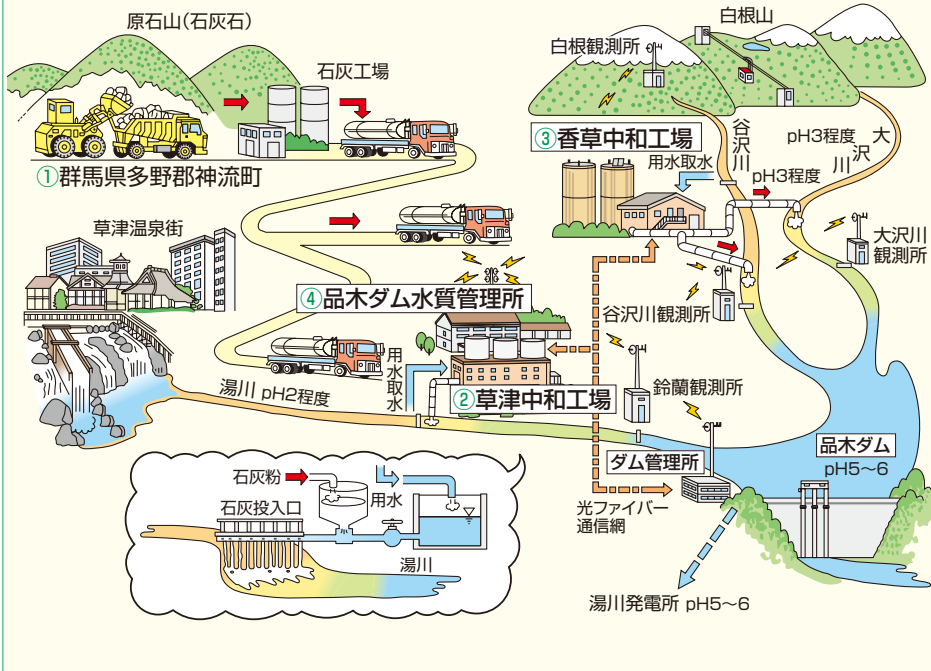 原石山(石灰石)
石灰工場
①群馬県多野郡神流町
白根山
白根観測所
③香草中和工場
用水取水
谷沢川
pH3程度
大沢川
pH3程度
大沢川
観測所
谷沢川観測所
草津温泉街
④品木ダム水質管理所
用水取水
湯川 pH2程度
②草津中和工場
鈴蘭観測所
ダム管理所
品木ダム
pH5〜6
光ファイバー
通信網
湯川発電所 pH5〜6
石灰粉
用水
石灰投入口
湯川